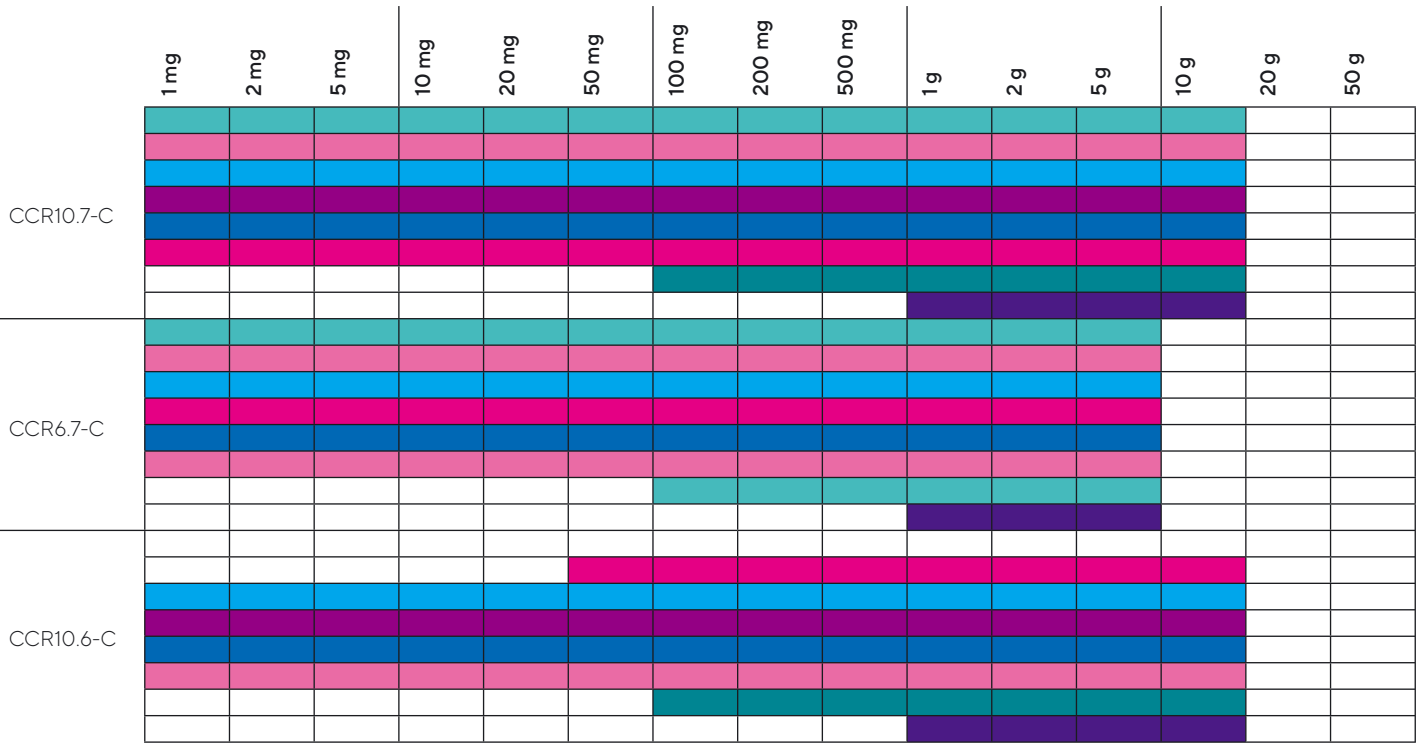 1 mg
2 mg
5 mg
10 mg
20 mg
50 mg
100 mg
200 mg
500 mg
1 g
2 g
5 g
10 g
20 g
50 g
CCR10.7-C
CCR6.7-C
CCR10.6-C